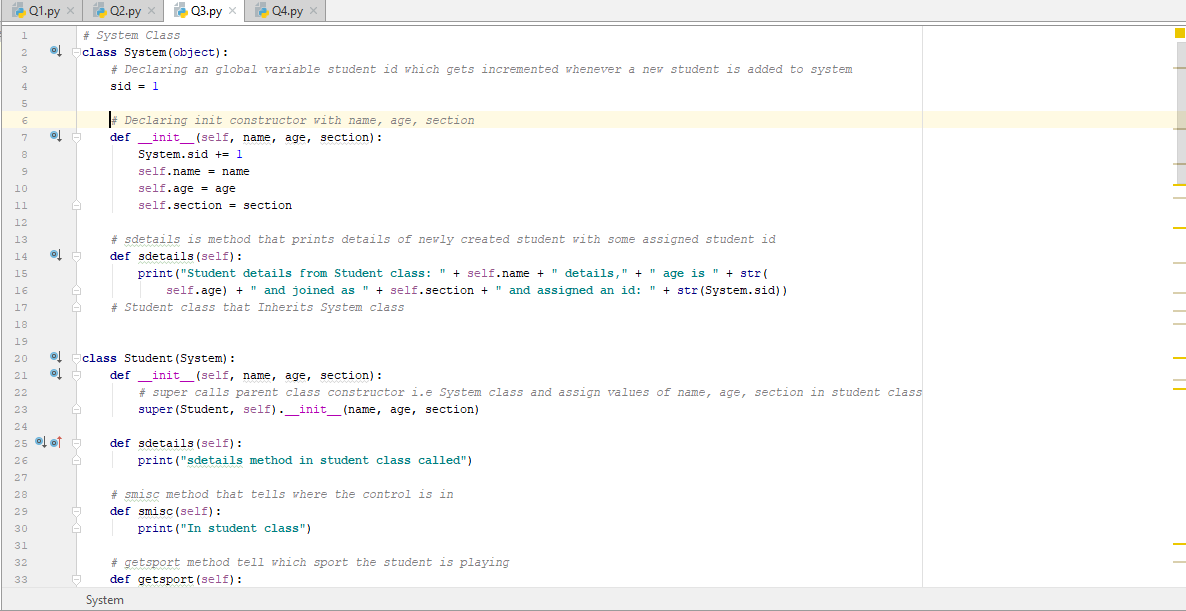 Q1.py × Q2.py × Q3.py × Q4.py ×
1 # System Class
2 class System(object):
3 # Declaring an global variable student id which gets incremented whenever a new student is added to system
4 sid = 1
5
6 # Declaring init constructor with name, age, section
7 def __init__(self, name, age, section):
8 System.sid += 1
9 self.name = name
10 self.age = age
11 self.section = section
12
13 # sdetails is method that prints details of newly created student with some assigned student id
14 def sdetails(self):
15 print("Student details from Student class: " + self.name + " details," + " age is " + str(
16 self.age) + " and joined as " + self.section + " and assigned an id: " + str(System.sid))
17 # Student class that Inherits System class
18
19
20 class Student(System):
21 def __init__(self, name, age, section):
22 # super calls parent class constructor i.e System class and assign values of name, age, section in student class
23 super(Student, self).__init__(name, age, section)
24
25 def sdetails(self):
26 print("sdetails method in student class called")
27
28 # smisc method that tells where the control is in
29 def smisc(self):
30 print("In student class")
31
32 # getsport method tell which sport the student is playing
33 def getsport(self):
System